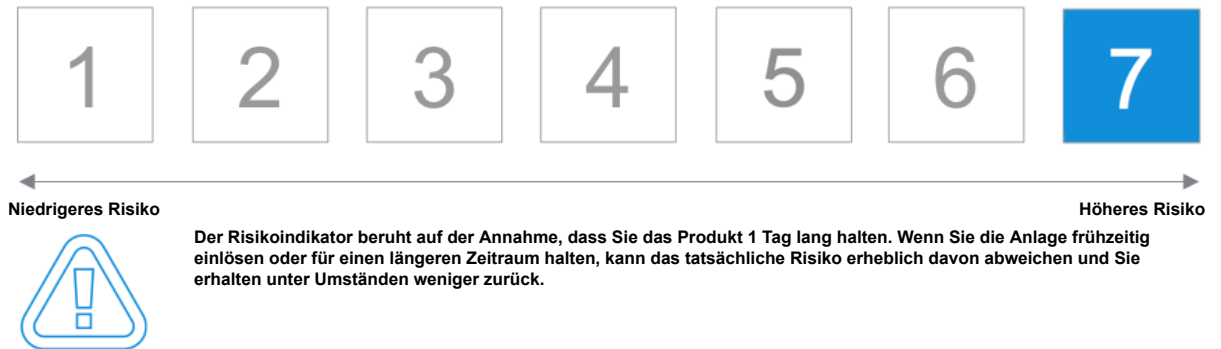 1 2 3 4 5 6 7
Niedrigeres Risiko Höheres Risiko
Der Risikoindikator beruht auf der Annahme, dass Sie das Produkt 1 Tag lang halten. Wenn Sie die Anlage frühzeitig
einlösen oder für einen längeren Zeitraum halten, kann das tatsächliche Risiko erheblich davon abweichen und Sie
erhalten unter Umständen weniger zurück.